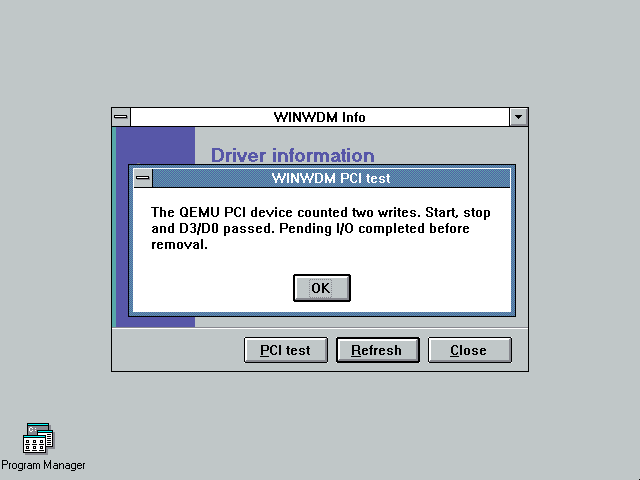 WINWDM Info
Driver information
WINWDM PCI test
The QEMU PCI device counted two writes. Start, stop
and D3/D0 passed. Pending I/O completed before
removal.
OK
PCI test
Refresh
Close
Program Manager